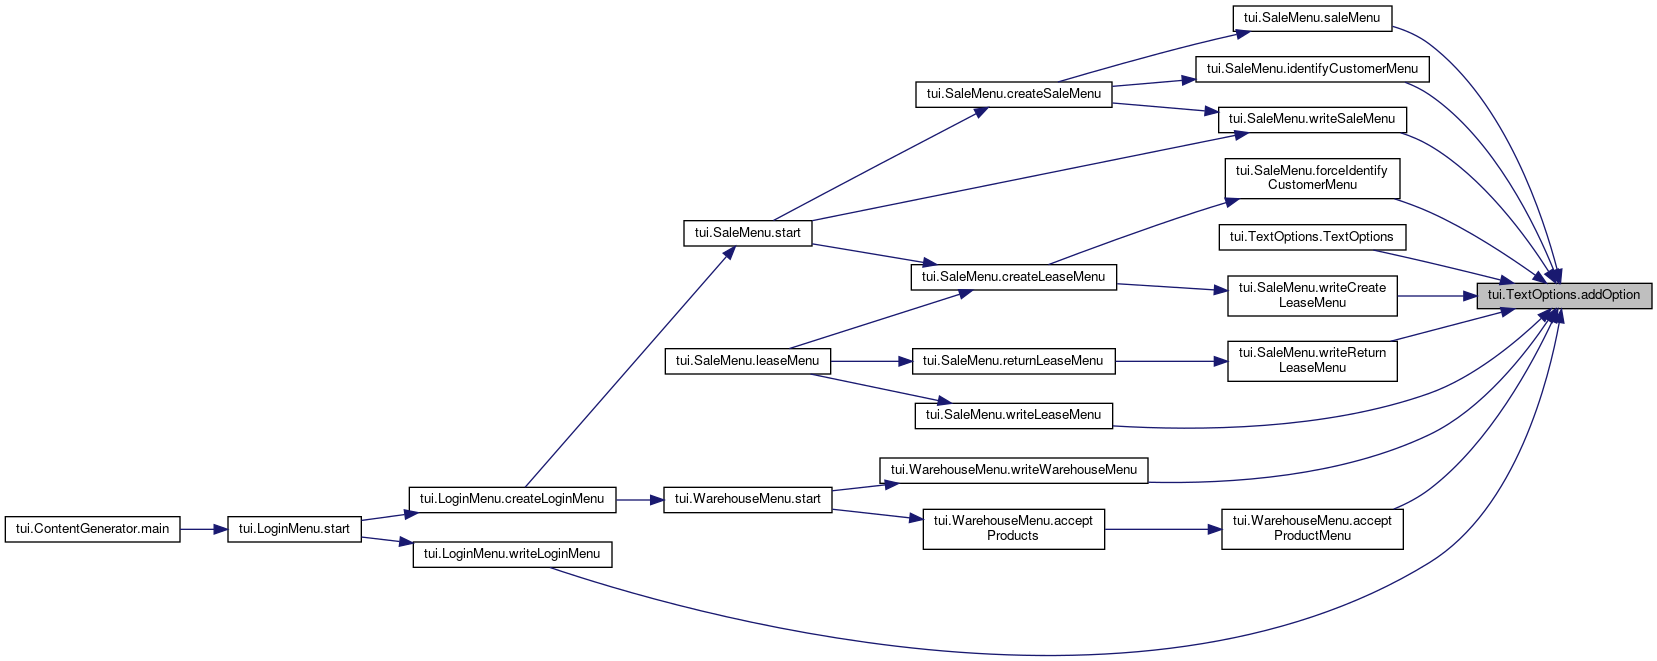 tui.SaleMenu.saleMenu
tui.SaleMenu.identifyCustomerMenu
tui.SaleMenu.createSaleMenu
tui.SaleMenu.writeSaleMenu
tui.SaleMenu.forceIdentify
CustomerMenu
tui.SaleMenu.start
tui.TextOptions.TextOptions
tui.SaleMenu.createLeaseMenu
tui.SaleMenu.writeCreate
LeaseMenu
tui.TextOptions.addOption
tui.SaleMenu.leaseMenu
tui.SaleMenu.returnLeaseMenu
tui.SaleMenu.writeReturn
LeaseMenu
tui.SaleMenu.writeLeaseMenu
tui.WarehouseMenu.writeWarehouseMenu
tui.LoginMenu.createLoginMenu
tui.WarehouseMenu.start
tui.ContentGenerator.main
tui.LoginMenu.start
tui.WarehouseMenu.accept
Products
tui.WarehouseMenu.accept
ProductMenu
tui.LoginMenu.writeLoginMenu